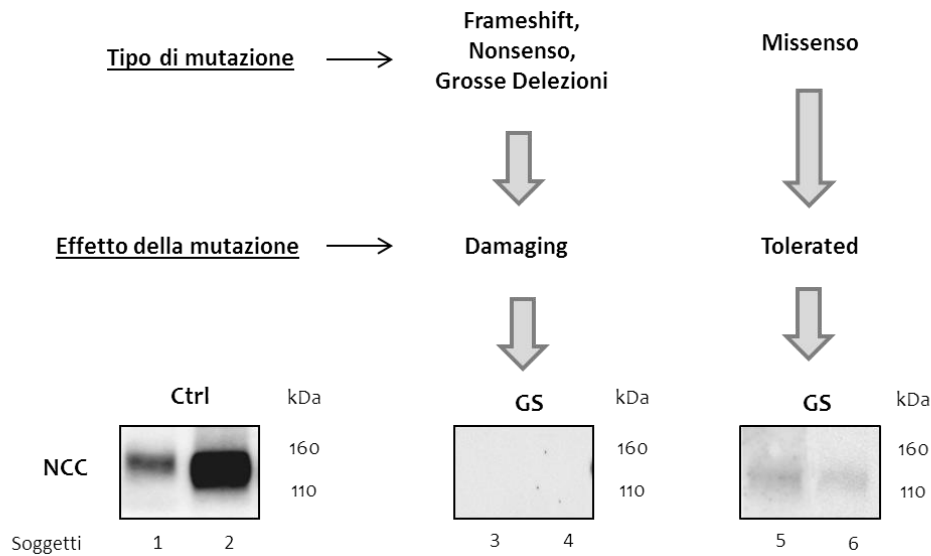 Tipo di mutazione
Frameshift,
Nonsenso,
Grosse Delezioni
Missenso
Effetto della mutazione
Damaging
Tolerated
Ctrl
kDa
GS
kDa
GS
kDa
NCC
160
110
160
110
160
110
Soggetti
1
2
3
4
5
6